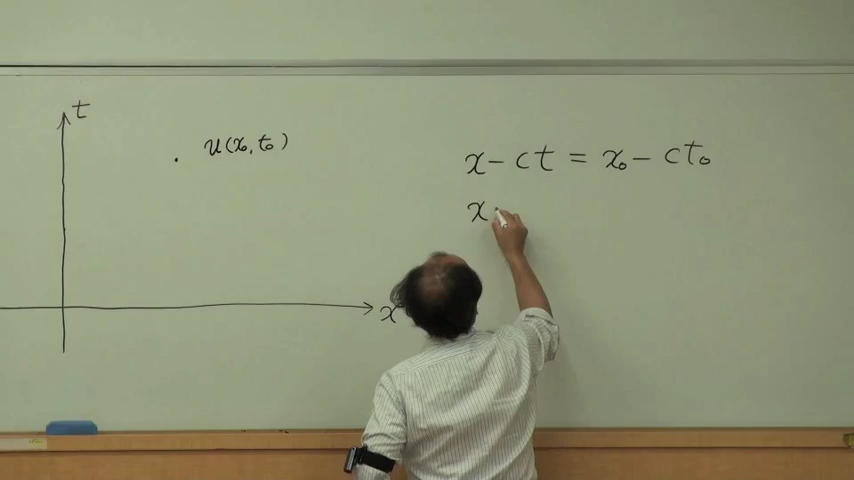 t
u(x₀, t₀)
x
x - ct = x₀ - ct₀
x